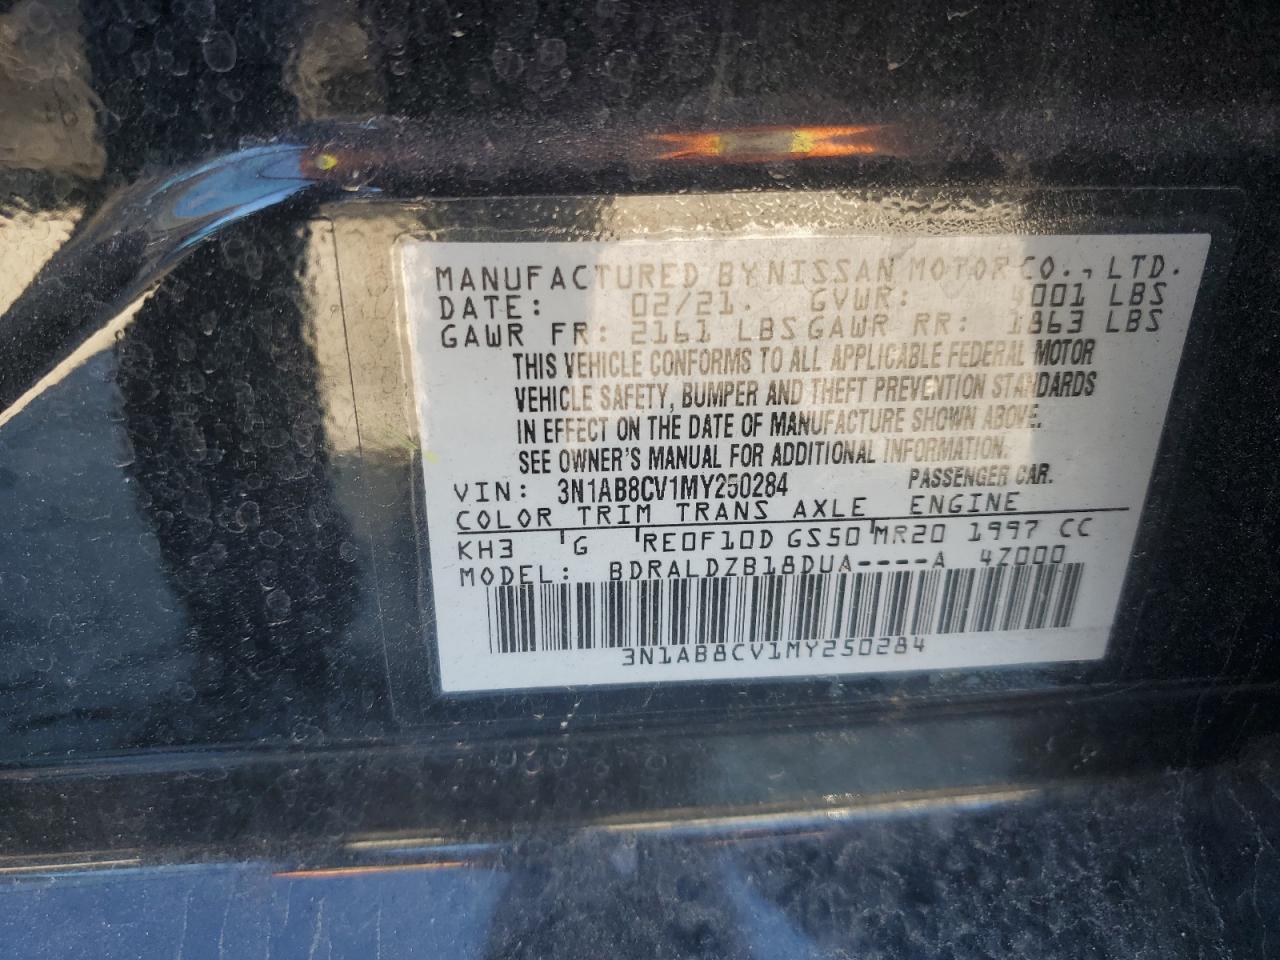 MANUFACTURED BY NISSAN MOTOR CO., LTD.
DATE: 02/21. GVWR: 4001 LBS
GAWR FR: 2161 LBS GAWR RR: 1863 LBS
THIS VEHICLE CONFORMS TO ALL APPLICABLE FEDERAL MOTOR
VEHICLE SAFETY, BUMPER AND THEFT PREVENTION STANDARDS
IN EFFECT ON THE DATE OF MANUFACTURE SHOWN ABOVE.
SEE OWNER'S MANUAL FOR ADDITIONAL INFORMATION.
VIN: 3N1AB8CV1MY250284 PASSENGER CAR.
COLOR TRIM TRANS AXLE ENGINE
KH3 G RE0F10D GS50 MR20 1997 CC
MODEL: BDRALDZB18DUA----A 4Z000
3N1AB8CV1MY250284